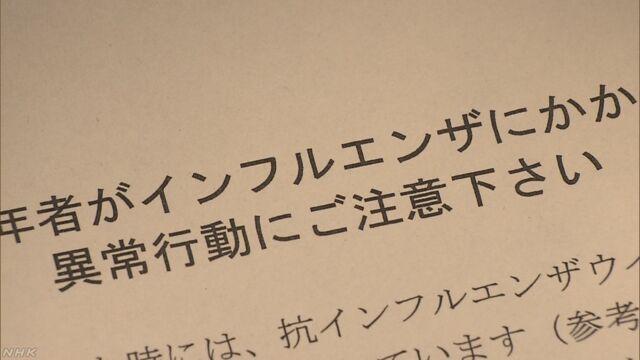 年者がインフルエンザにかか
異常行動にご注意下さい
時には、抗インフルエンザウイ
ています（参考
NHK